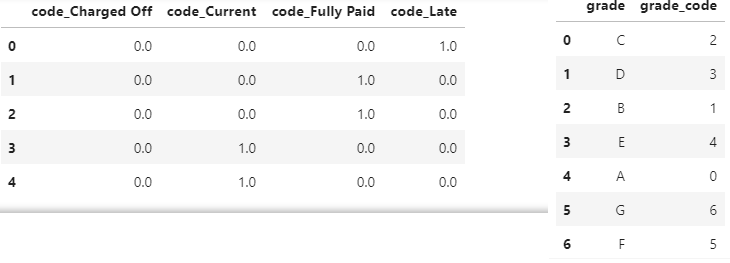 code_Charged Off code_Current code_Fully Paid code_Late
0 0.0 0.0 0.0 1.0
1 0.0 0.0 1.0 0.0
2 0.0 0.0 1.0 0.0
3 0.0 1.0 0.0 0.0
4 0.0 1.0 0.0 0.0
grade grade_code
0 C 2
1 D 3
2 B 1
3 E 4
4 A 0
5 G 6
6 F 5